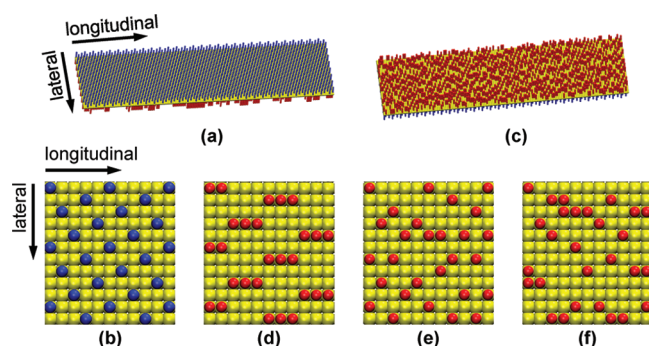 longitudinal
lateral
(a)
(c)
longitudinal
lateral
(b)
(d)
(e)
(f)